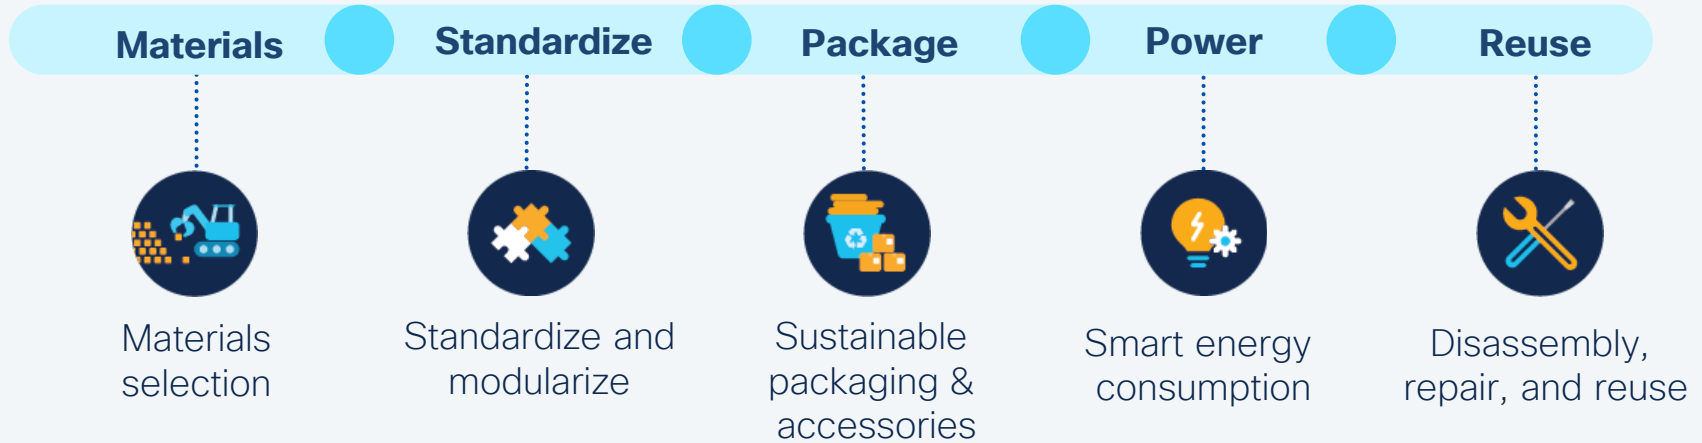 Materials
Standardize
Package
Power
Reuse
Materials
selection
Standardize and
modularize
Sustainable
packaging &
accessories
Smart energy
consumption
Disassembly,
repair, and reuse